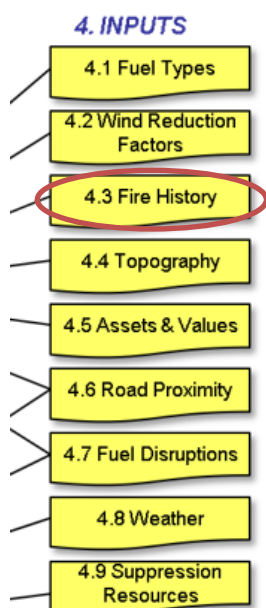 4. INPUTS
4.1 Fuel Types
4.2 Wind Reduction
Factors
4.3 Fire History
4.4 Topography
4.5 Assets & Values
4.6 Road Proximity
4.7 Fuel Disruptions
4.8 Weather
4.9 Suppression
Resources